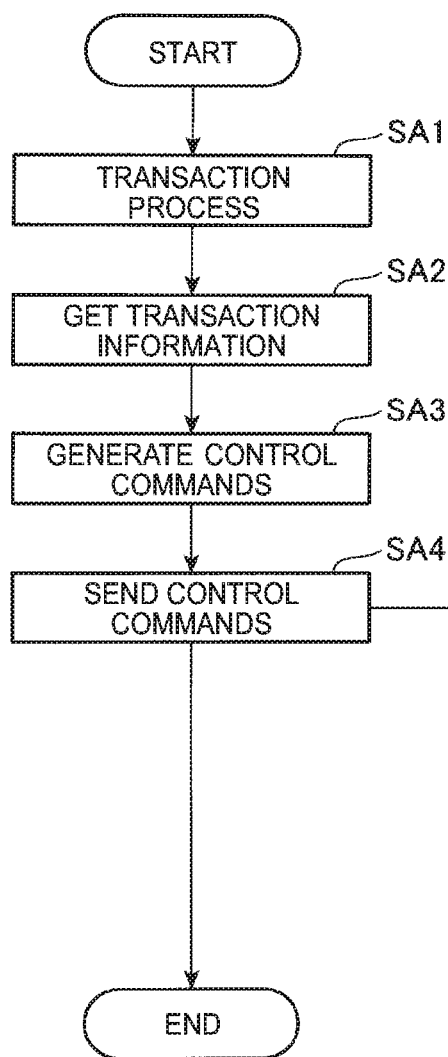 START
SA1
TRANSACTION
PROCESS
SA2
GET TRANSACTION
INFORMATION
SA3
GENERATE CONTROL
COMMANDS
SA4
SEND CONTROL
COMMANDS
END